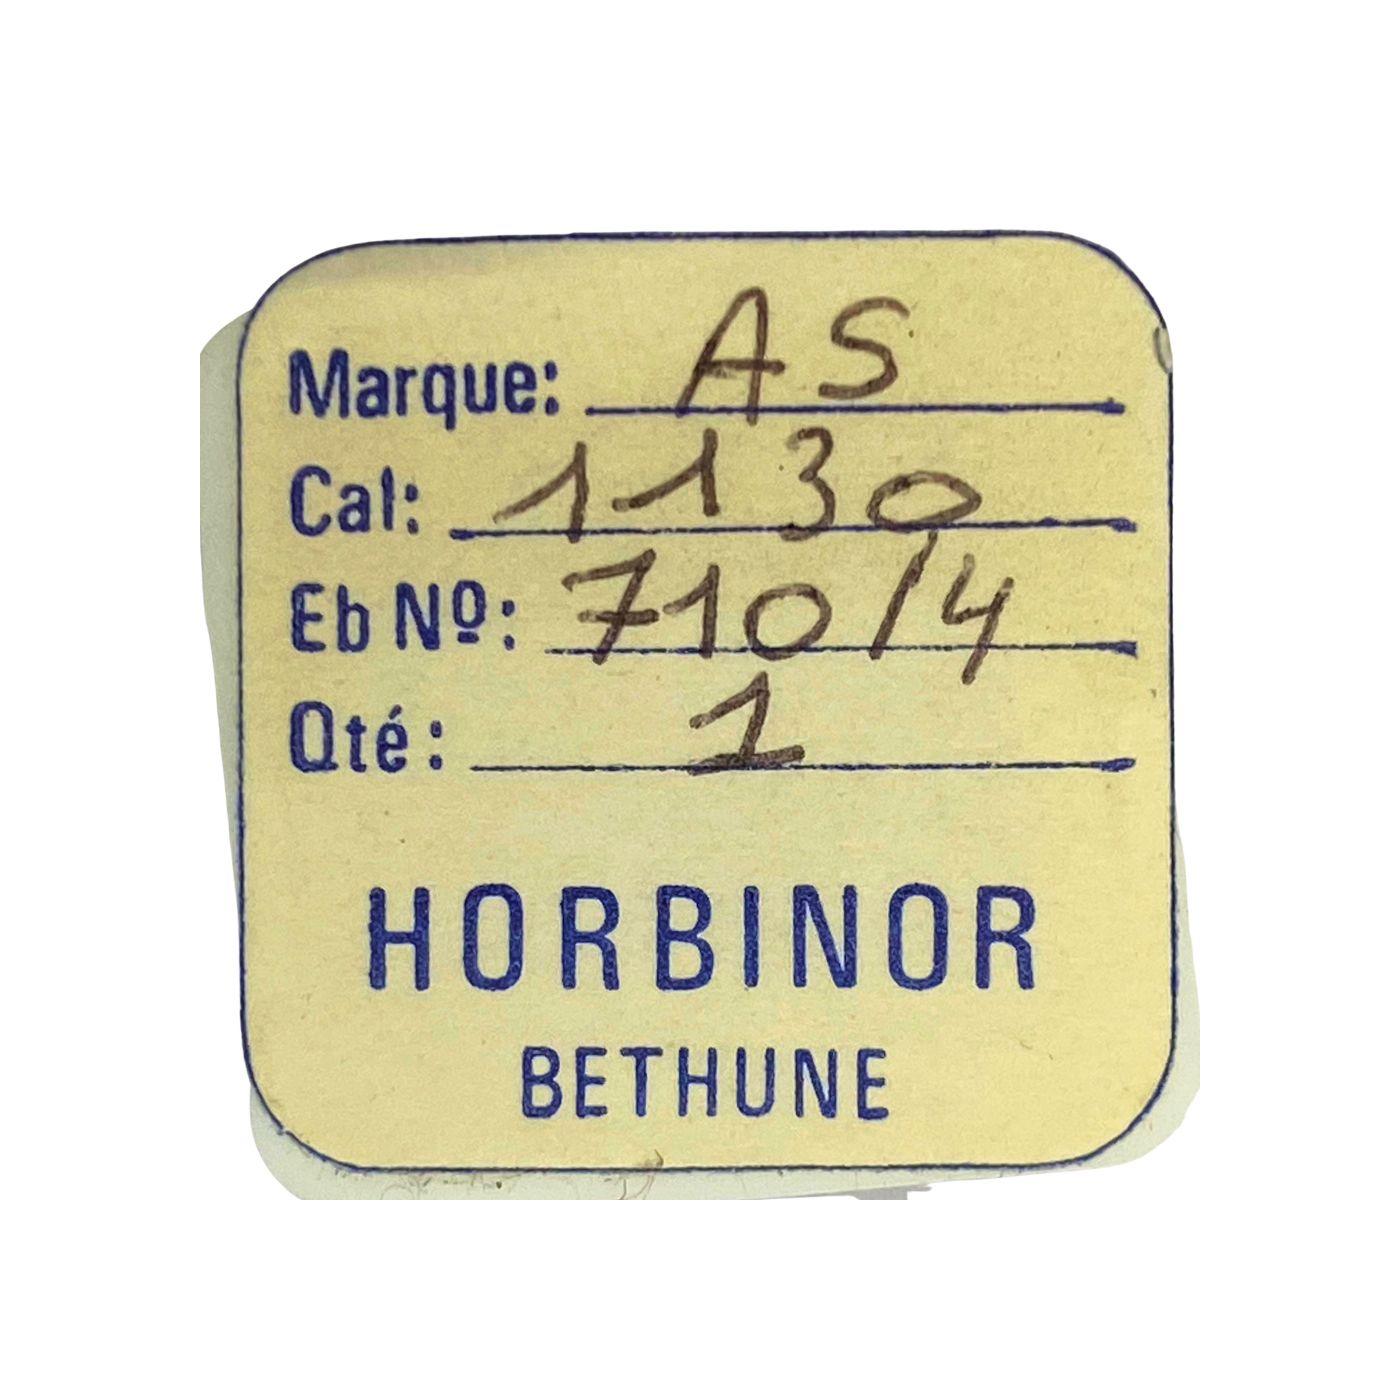 Marque: AS
Cal: 1130
Eb Nº: 710/4
Qté: 1
HORBINOR
BETHUNE